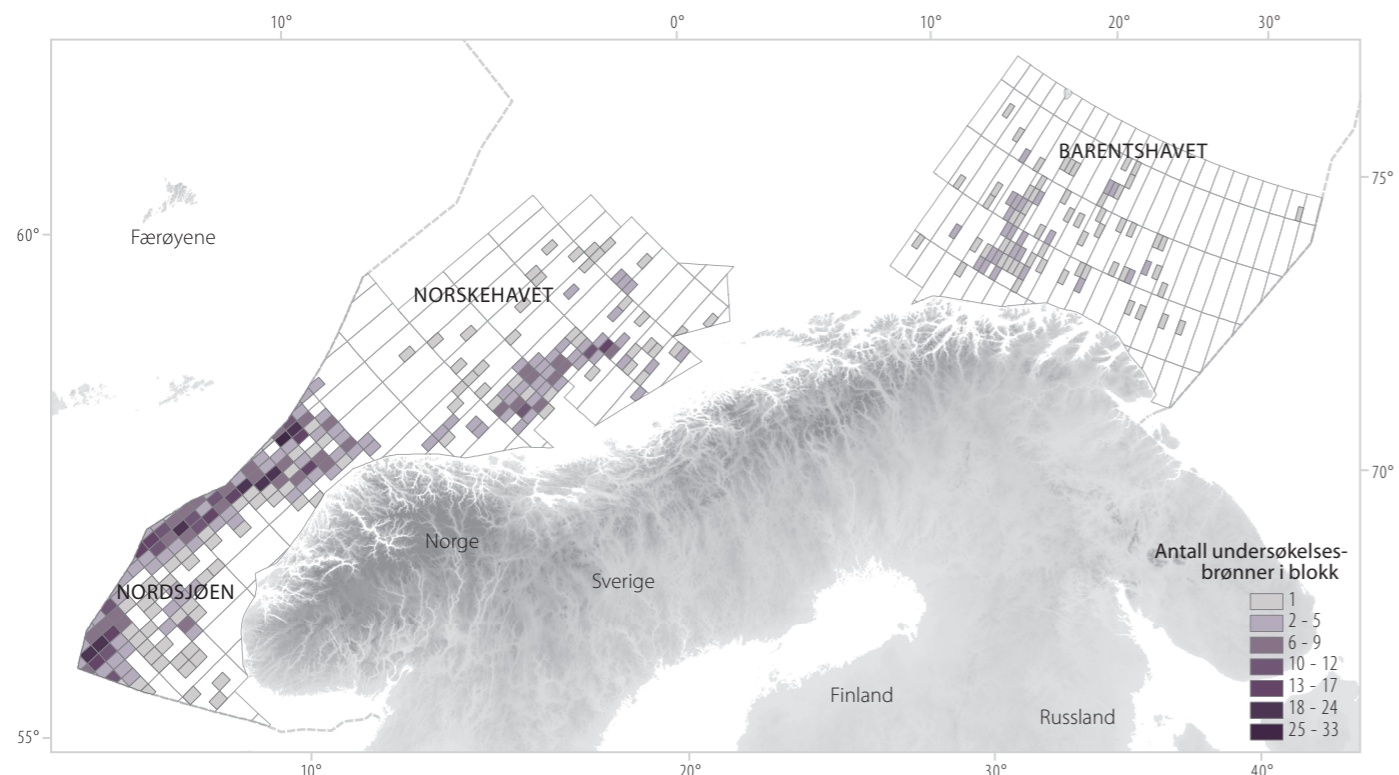 10° 0° 10° 20° 30°
BARENTSHAVET
75°
60°
Færøyene
NORSKEHAVET
70°
Norge
Sverige
NORDSJØEN
Antall undersøkelses-
brønner i blokk
1
2 - 5
6 - 9
10 - 12
13 - 17
18 - 24
25 - 33
Finland
Russland
55°
10° 20° 30° 40°